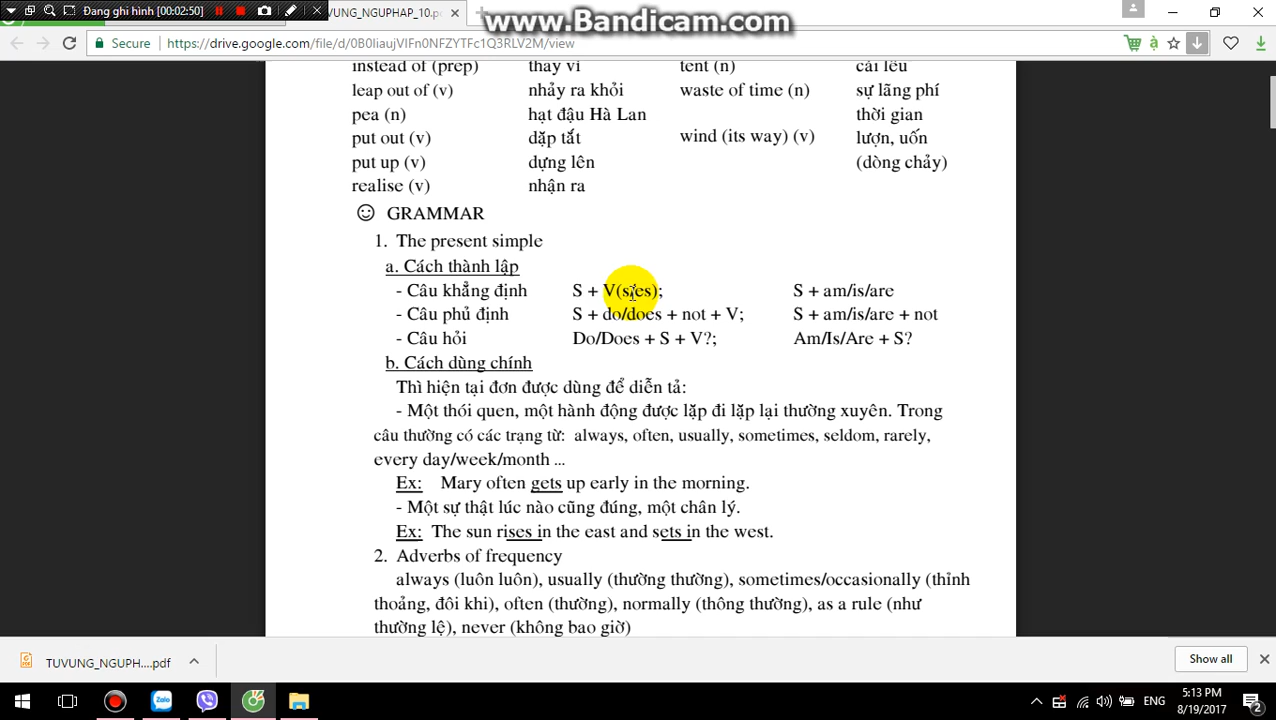 Đang ghi hình [00:02:50]
VUNG_NGUPHAP_10.p
www.Bandicam.com
Secure
https://drive.google.com/file/d/0B0IiaujVIFn0NFZYTFc1Q3RLV2M/view
instead of (prep) thay vì tent (n) cái lều
leap out of (v) nhảy ra khỏi waste of time (n) sự lãng phí
pea (n) hạt đậu Hà Lan thời gian
put out (v) dặp tắt wind (its way) (v) lượn, uốn
put up (v) dựng lên (dòng chảy)
realise (v) nhận ra
☺ GRAMMAR
1. The present simple
a. Cách thành lập
- Câu khẳng định S + V(s/es); S + am/is/are
- Câu phủ định S + do/does + not + V; S + am/is/are + not
- Câu hỏi Do/Does + S + V?; Am/Is/Are + S?
b. Cách dùng chính
Thì hiện tại đơn được dùng để diễn tả:
- Một thói quen, một hành động được lặp đi lặp lại thường xuyên. Trong
câu thường có các trạng từ: always, often, usually, sometimes, seldom, rarely,
every day/week/month ...
Ex: Mary often gets up early in the morning.
- Một sự thật lúc nào cũng đúng, một chân lý.
Ex: The sun rises in the east and sets in the west.
2. Adverbs of frequency
always (luôn luôn), usually (thường thường), sometimes/occasionally (thỉnh
thoảng, đôi khi), often (thường), normally (thông thường), as a rule (như
thường lệ), never (không bao giờ)
TUVUNG_NGUPH....pdf
Show all
Zalo
ENG
5:13 PM
8/19/2017
2